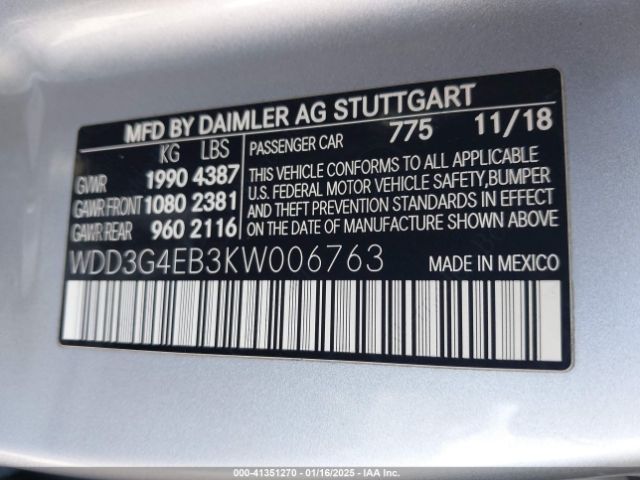 MFD BY DAIMLER AG STUTTGART
KG LBS
PASSENGER CAR 775 11/18
GVWR 1990 4387
GAWR FRONT 1080 2381
GAWR REAR 960 2116
THIS VEHICLE CONFORMS TO ALL APPLICABLE
U.S. FEDERAL MOTOR VEHICLE SAFETY, BUMPER
AND THEFT PREVENTION STANDARDS IN EFFECT
ON THE DATE OF MANUFACTURE SHOWN ABOVE
WDD3G4EB3KW006763 MADE IN MEXICO
000-41351270 - 01/16/2025 - IAA Inc.